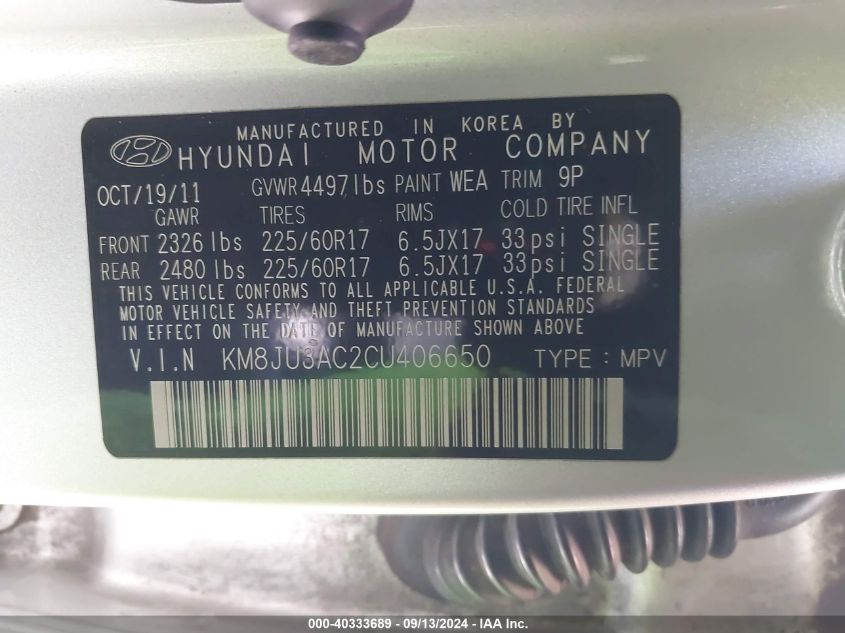 MANUFACTURED IN KOREA BY
HYUNDAI MOTOR COMPANY
OCT/19/11 GVWR 4497lbs PAINT WEA TRIM 9P
GAWR TIRES RIMS COLD TIRE INFL
FRONT 2326 lbs 225/60R17 6.5JX17 33psi SINGLE
REAR 2480 lbs 225/60R17 6.5JX17 33psi SINGLE
THIS VEHICLE CONFORMS TO ALL APPLICABLE U.S.A. FEDERAL
MOTOR VEHICLE SAFETY AND THEFT PREVENTION STANDARDS
IN EFFECT ON THE DATE OF MANUFACTURE SHOWN ABOVE
V.I.N KM8JU3AC2CU406650 TYPE : MPV
000-40333689 - 09/13/2024 - IAA Inc.